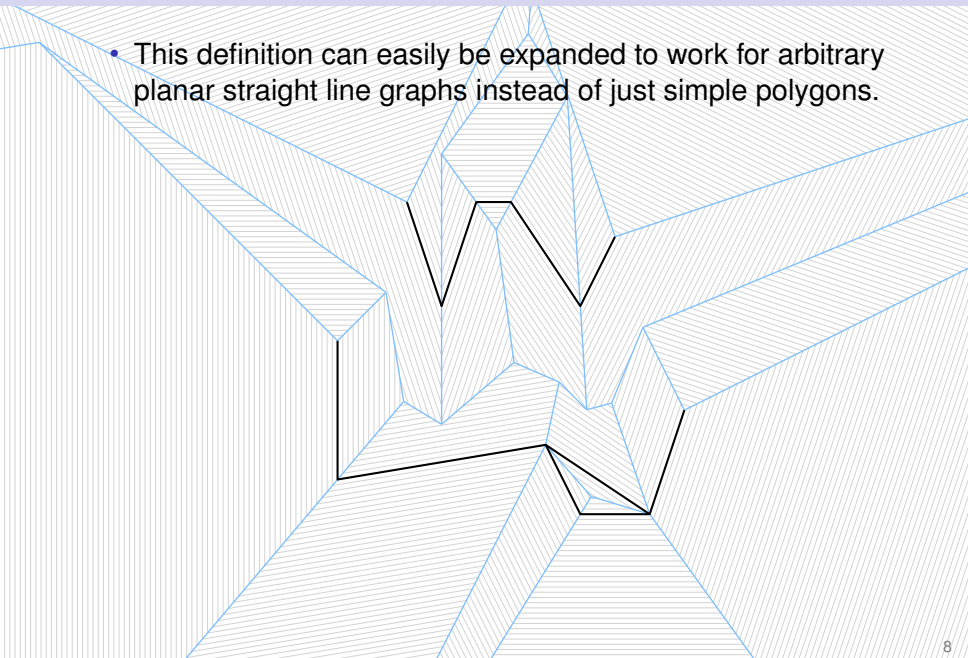 • This definition can easily be expanded to work for arbitrary
planar straight line graphs instead of just simple polygons.
8